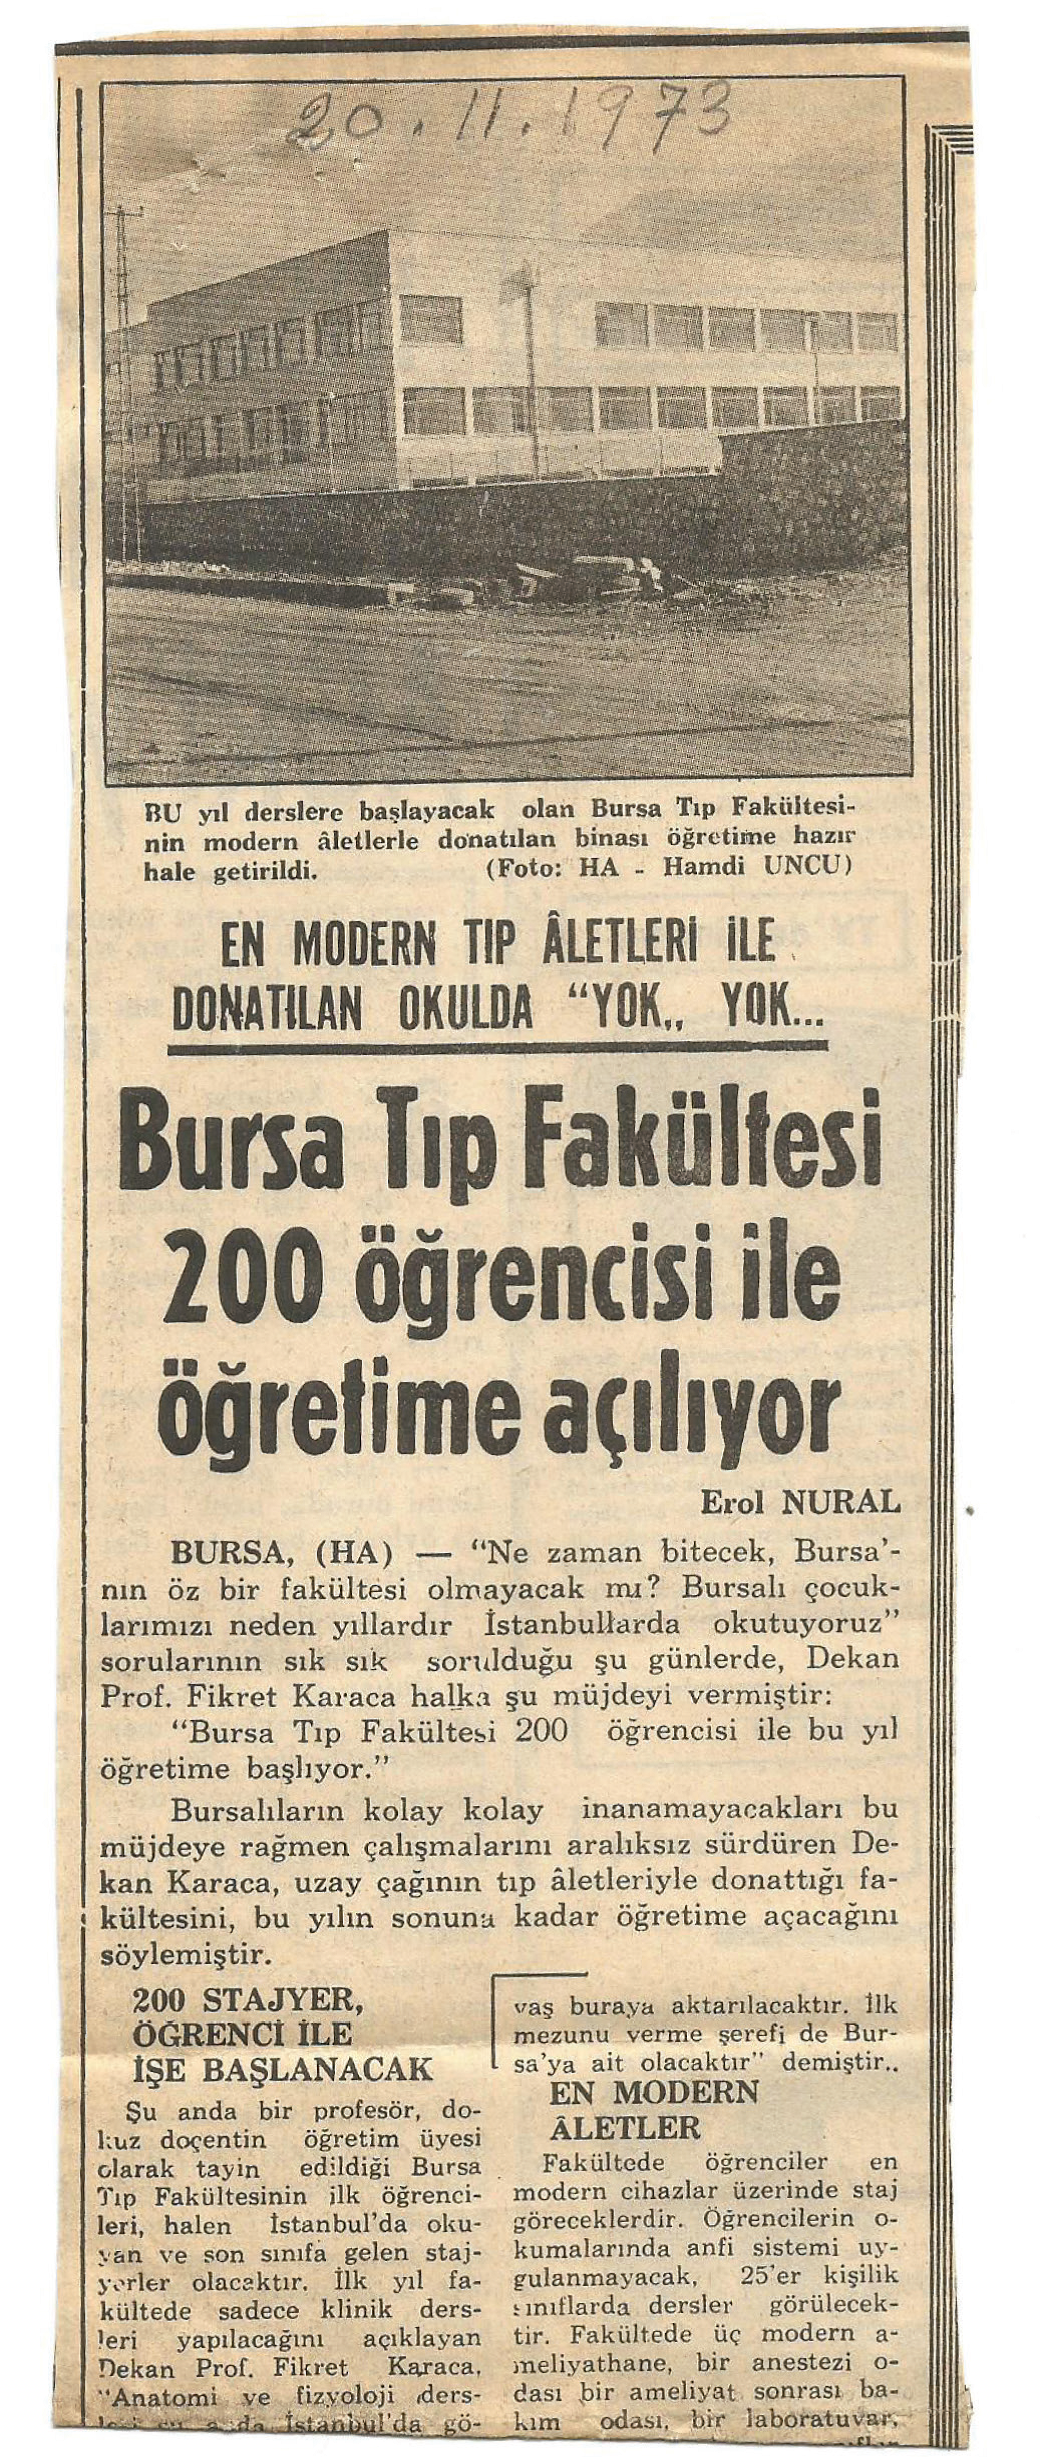 20.11.1973
BU yıl derslere başlayacak olan Bursa Tıp Fakültesi-
nin modern âletlerle donatılan binası öğretime hazır
hale getirildi. (Foto: HA - Hamdi UNCU)
EN MODERN TIP ÂLETLERİ İLE
DONATILAN OKULDA “YOK,, YOK...
Bursa Tıp Fakültesi
200 öğrencisi ile
öğretime açılıyor
Erol NURAL
BURSA, (HA) — “Ne zaman bitecek, Bursa'-
nın öz bir fakültesi olmayacak mı? Bursalı çocuk-
larımızı neden yıllardır İstanbullarda okutuyoruz”
sorularının sık sık sorulduğu şu günlerde, Dekan
Prof. Fikret Karaca halka şu müjdeyi vermiştir:
“Bursa Tıp Fakültesi 200 öğrencisi ile bu yıl
öğretime başlıyor.”
Bursalıların kolay kolay inanamayacakları bu
müjdeye rağmen çalışmalarını aralıksız sürdüren De-
kan Karaca, uzay çağının tıp âletleriyle donattığı fa-
kültesini, bu yılın sonuna kadar öğretime açacağını
söylemiştir.
200 STAJYER,
ÖĞRENCİ İLE
İŞE BAŞLANACAK
Şu anda bir profesör, do-
kuz doçentin öğretim üyesi
olarak tayin edildiği Bursa
Tıp Fakültesinin ilk öğrenci-
leri, halen İstanbul'da oku-
yan ve son sınıfa gelen staj-
yerler olacaktır. İlk yıl fa-
kültede sadece klinik ders-
leri yapılacağını açıklayan
Dekan Prof. Fikret Karaca,
“Anatomi ve fizyoloji ders-
leri şu anda İstanbul'da gö-
vaş buraya aktarılacaktır. İlk
mezunu verme şerefi de Bur-
sa'ya ait olacaktır” demiştir..
EN MODERN
ÂLETLER
Fakültede öğrenciler en
modern cihazlar üzerinde staj
göreceklerdir. Öğrencilerin o-
kumalarında anfi sistemi uy-
gulanmayacak, 25'er kişilik
sınıflarda dersler görülecek-
tir. Fakültede üç modern a-
meliyathane, bir anestezi o-
dası bir ameliyat sonrası ba-
kım odası, bir laboratuvar,